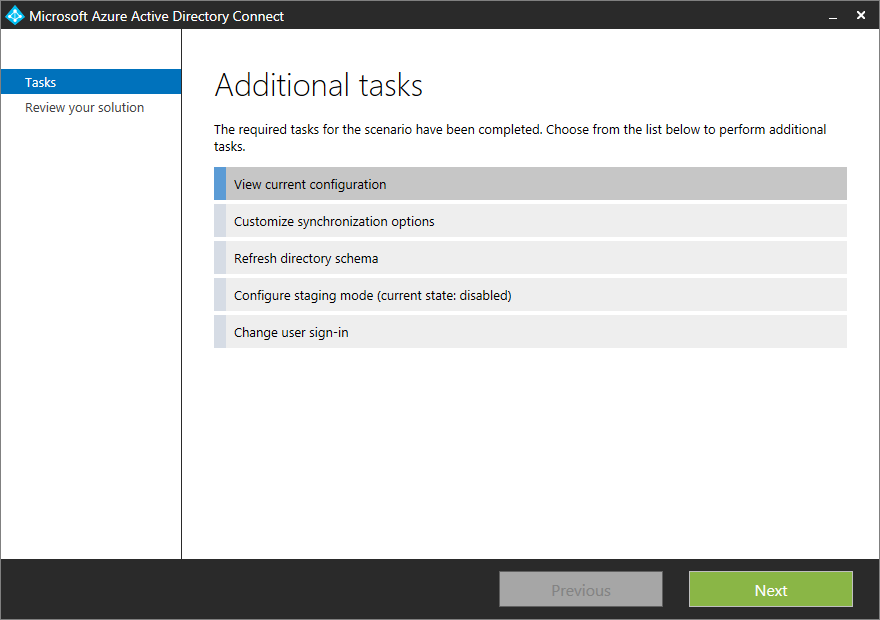 Microsoft Azure Active Directory Connect
Tasks
Review your solution
Additional tasks
The required tasks for the scenario have been completed. Choose from the list below to perform additional
tasks.
View current configuration
Customize synchronization options
Refresh directory schema
Configure staging mode (current state: disabled)
Change user sign-in
Previous
Next